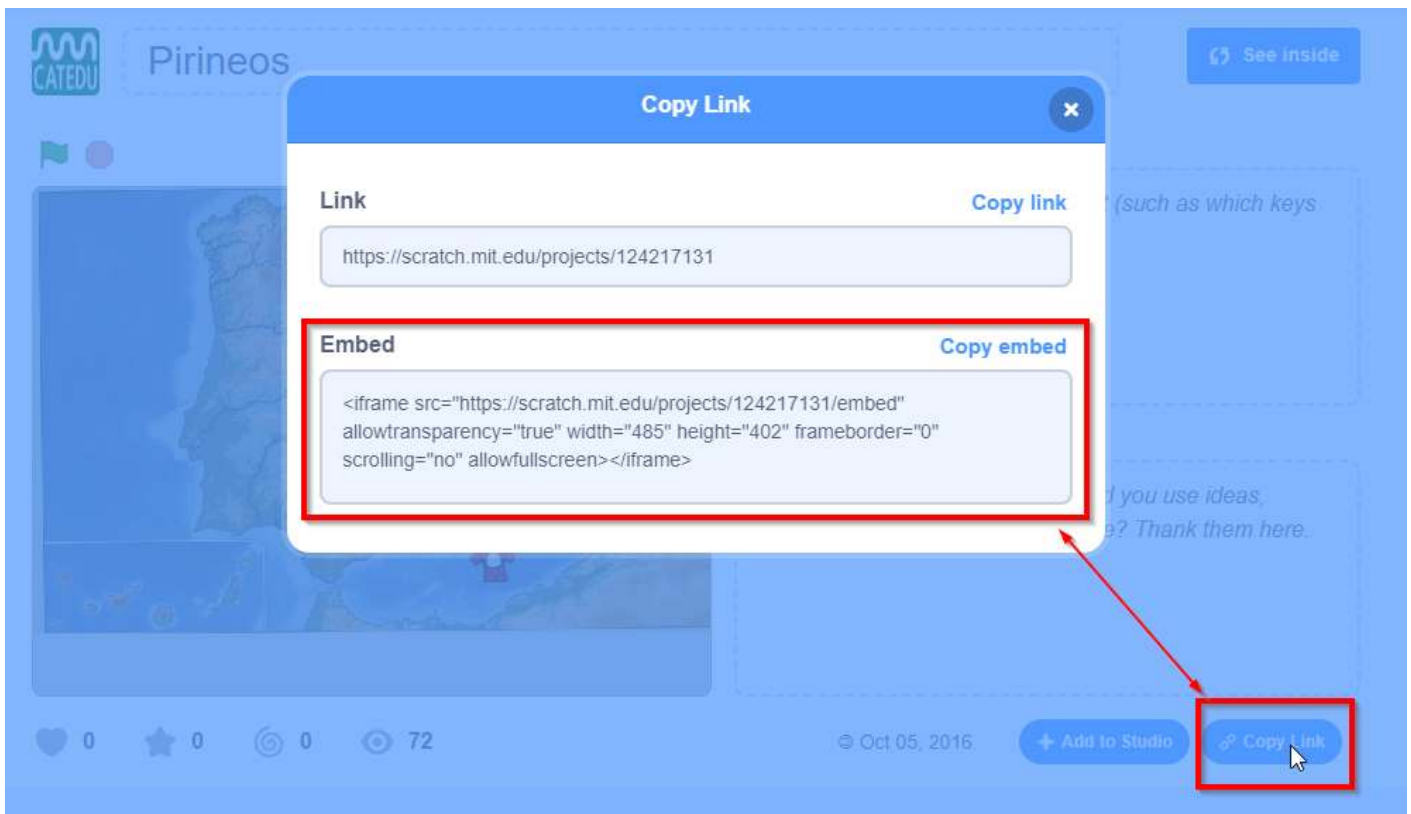 CATEDU
Pirineos
See inside
Copy Link
Link
Copy link
https://scratch.mit.edu/projects/124217131
(such as which keys
Embed
Copy embed
<iframe src="https://scratch.mit.edu/projects/124217131/embed"
allowtransparency="true" width="485" height="402" frameborder="0"
scrolling="no" allowfullscreen></iframe>
you use ideas,
? Thank them here.
0
0
0
72
© Oct 05, 2016
Add to Studio
Copy Link